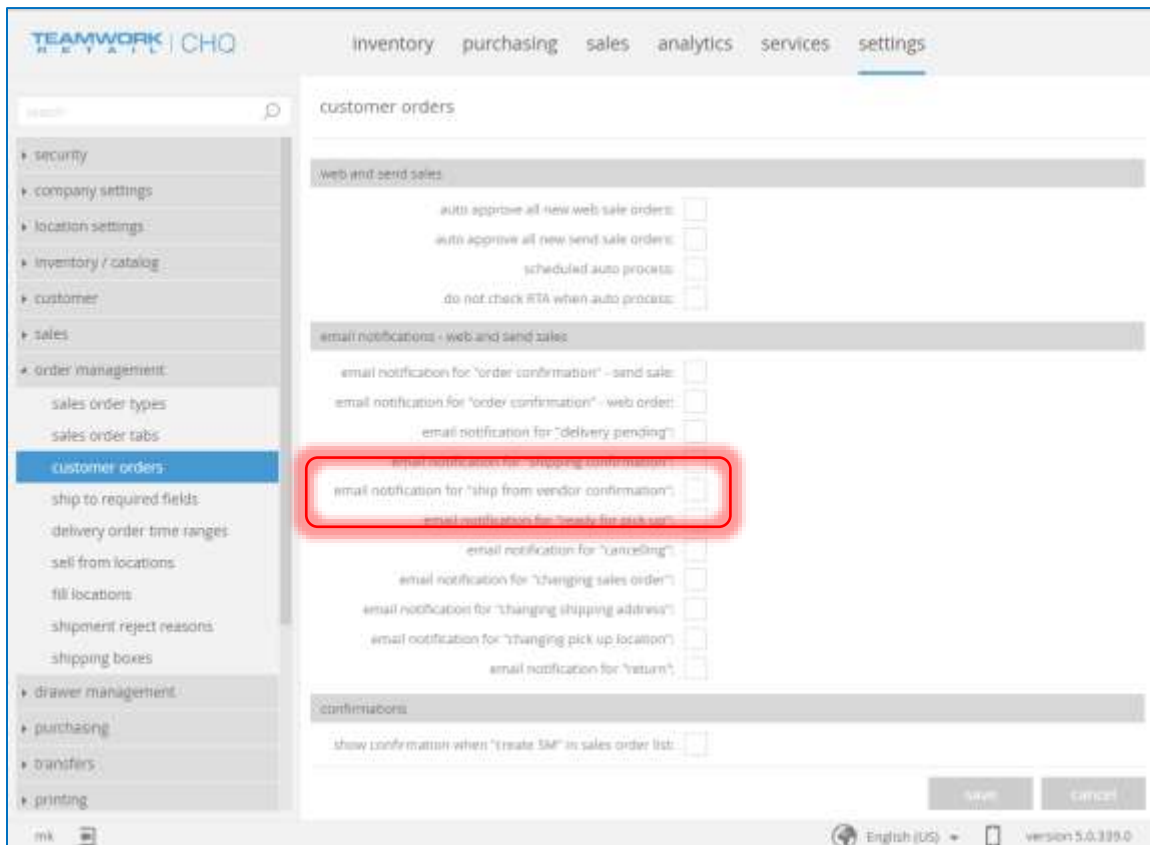 TEAMWORK | CHQ
RETAIL
inventory purchasing sales analytics services settings
search
customer orders
security
company settings
location settings
inventory / catalog
customer
sales
order management
sales order types
sales order tabs
customer orders
ship to required fields
delivery order time ranges
sell from locations
fill locations
shipment reject reasons
shipping boxes
drawer management
purchasing
transfers
printing
web and send sales
auto approve all new web sale orders:
auto approve all new send sale orders:
scheduled auto process:
do not check RTA when auto process:
email notifications - web and send sales
email notification for "order confirmation" - send sale:
email notification for "order confirmation" - web order:
email notification for "delivery pending":
email notification for "shipping confirmation":
email notification for "ship from vendor confirmation":
email notification for "ready for pick up":
email notification for "cancelling":
email notification for "changing sales order":
email notification for "changing shipping address":
email notification for "changing pick up location":
email notification for "return":
confirmations
show confirmation when "create SM" in sales order list:
save cancel
mk English (US) version 5.0.339.0